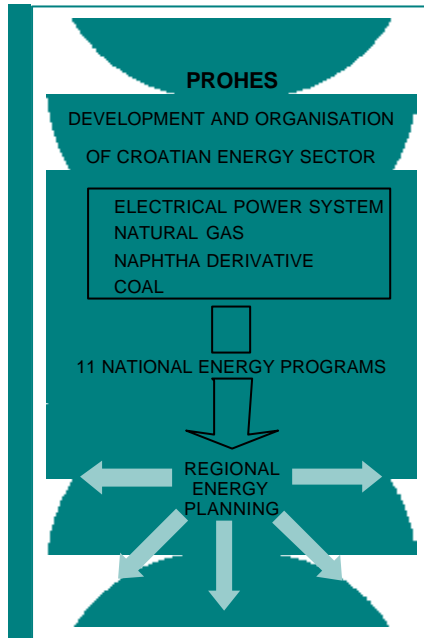 PROHES
DEVELOPMENT AND ORGANISATION
OF CROATIAN ENERGY SECTOR
ELECTRICAL POWER SYSTEM
NATURAL GAS
NAPHTHA DERIVATIVE
COAL
11 NATIONAL ENERGY PROGRAMS
REGIONAL
ENERGY
PLANNING